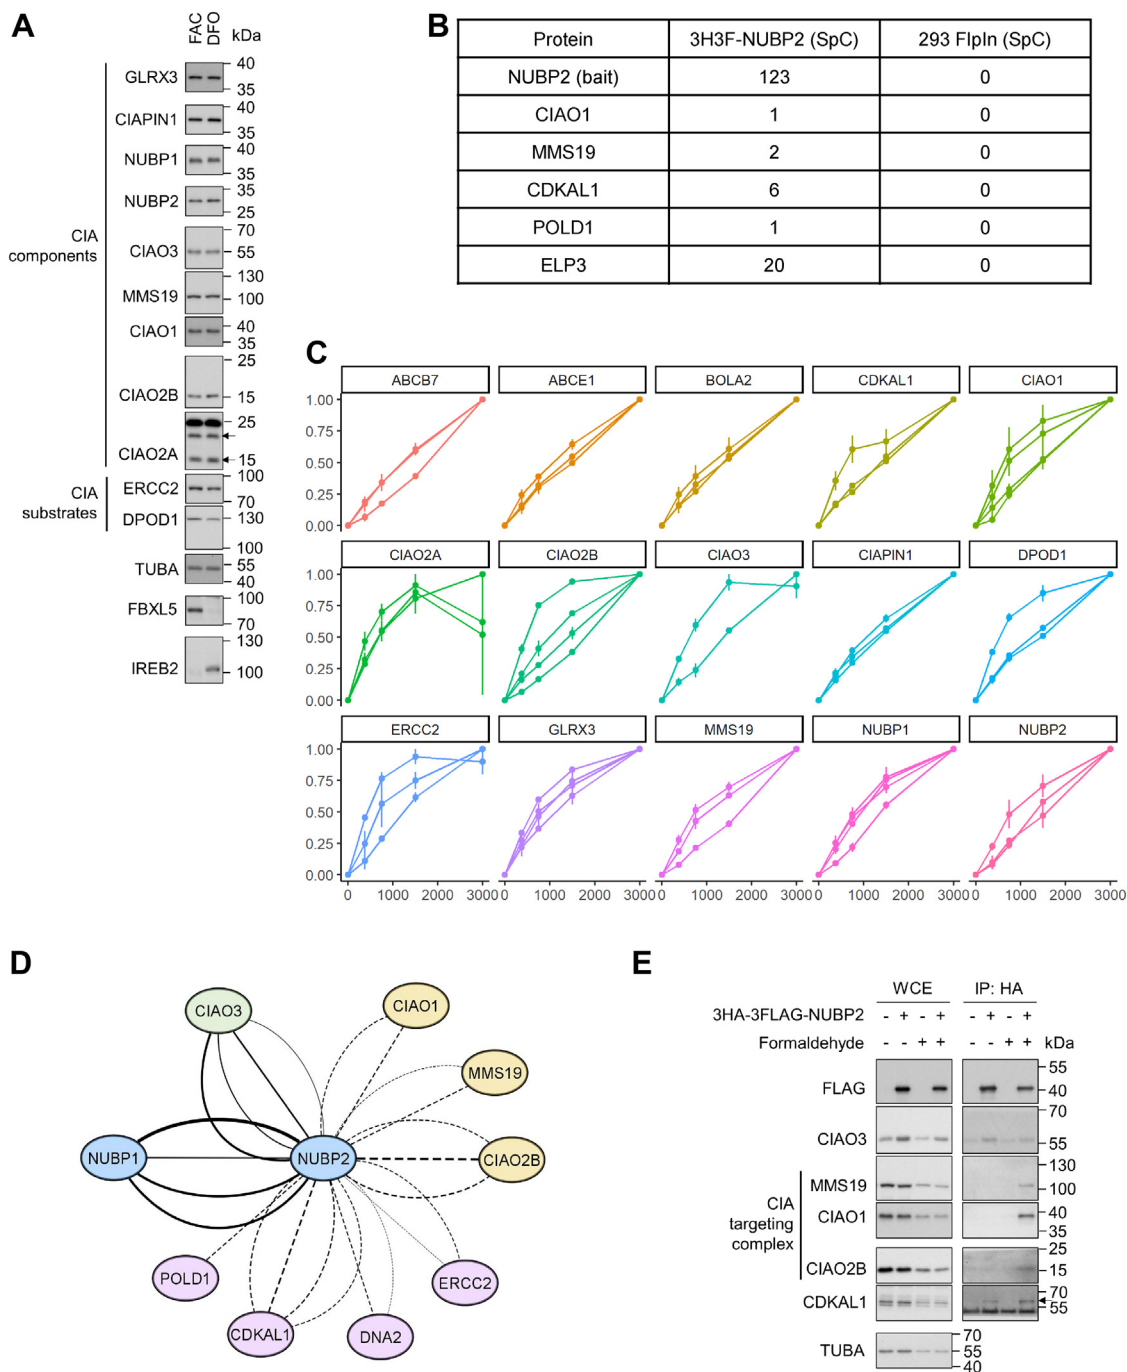 A
FAC DFO kDa
CIA components
GLRX3 40 35
CIAPIN1 40 35
NUBP1 40 35
NUBP2 35 25
CIAO3 70 55
MMS19 130 100
CIAO1 40 35
CIAO2B 25 15
CIAO2A 25 15
CIA substrates
ERCC2 100 70
DPOD1 130 100
TUBA 55 40
FBXL5 100 70
IREB2 130 100
B
Protein 3H3F-NUBP2 (SpC) 293 FlpIn (SpC)
NUBP2 (bait) 123 0
CIAO1 1 0
MMS19 2 0
CDKAL1 6 0
POLD1 1 0
ELP3 20 0
C
ABCB7 ABCE1 BOLA2 CDKAL1 CIAO1
1.00
0.75
0.50
0.25
0.00
CIAO2A CIAO2B CIAO3 CIAPIN1 DPOD1
1.00
0.75
0.50
0.25
0.00
ERCC2 GLRX3 MMS19 NUBP1 NUBP2
1.00
0.75
0.50
0.25
0.00
0 1000 2000 3000 0 1000 2000 3000 0 1000 2000 3000 0 1000 2000 3000 0 1000 2000 3000
D
CIAO3
CIAO1
MMS19
NUBP1
NUBP2
CIAO2B
POLD1
ERCC2
CDKAL1
DNA2
E
WCE IP: HA
3HA-3FLAG-NUBP2 - + - + - + - +
Formaldehyde - - + + - - + + kDa
FLAG 55 40
CIAO3 70 55
CIA targeting complex
MMS19 130 100
CIAO1 40 35
CIAO2B 25 15
CDKAL1 70 55
TUBA 70 55 40